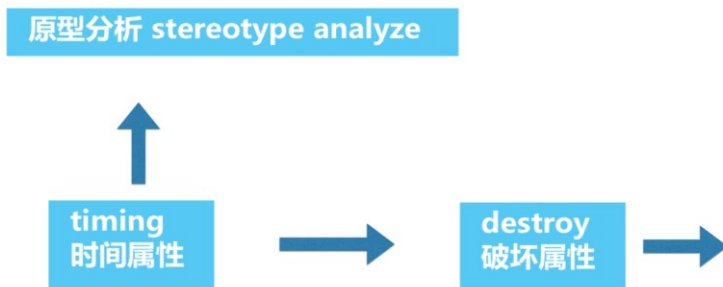 原型分析 stereotype analyze
timing
时间属性
destroy
破坏属性